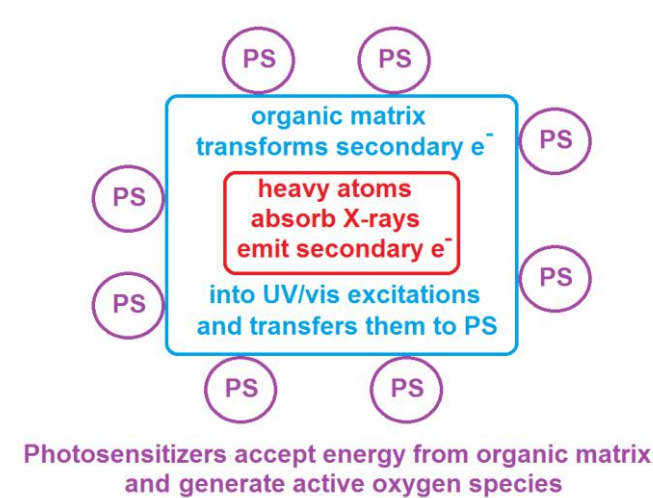 PS
PS
organic matrix
transforms secondary e⁻
PS
PS
heavy atoms
absorb X-rays
emit secondary e⁻
PS
PS
into UV/vis excitations
and transfers them to PS
PS
PS
Photosensitizers accept energy from organic matrix
and generate active oxygen species